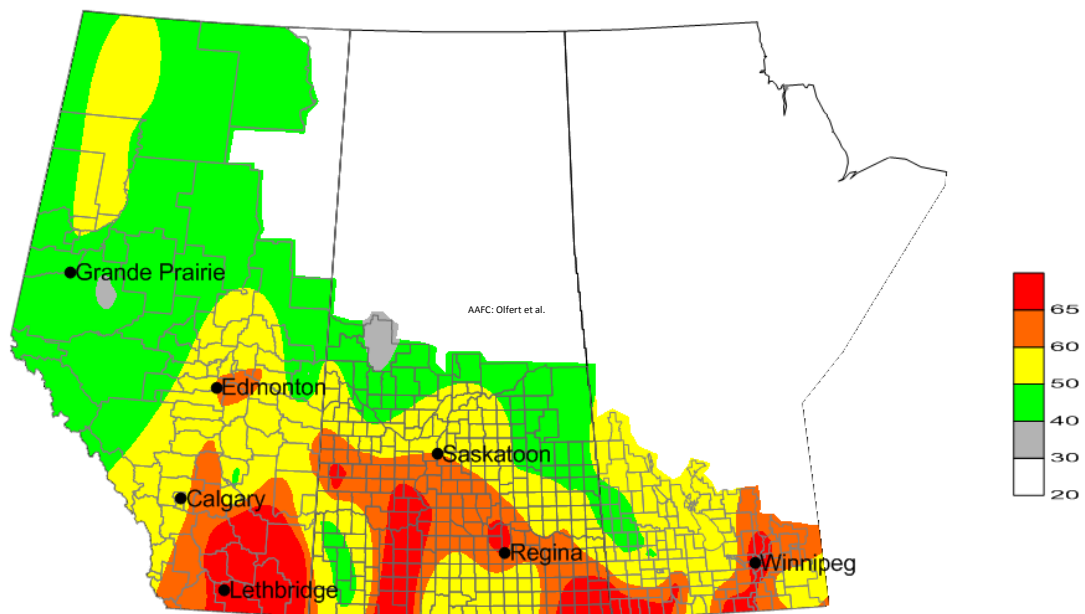 Grande Prairie
AAFC: Olfert et al.
65
60
Edmonton
50
40
Saskatoon
30
Calgary
20
Regina
Winnipeg
Lethbridge